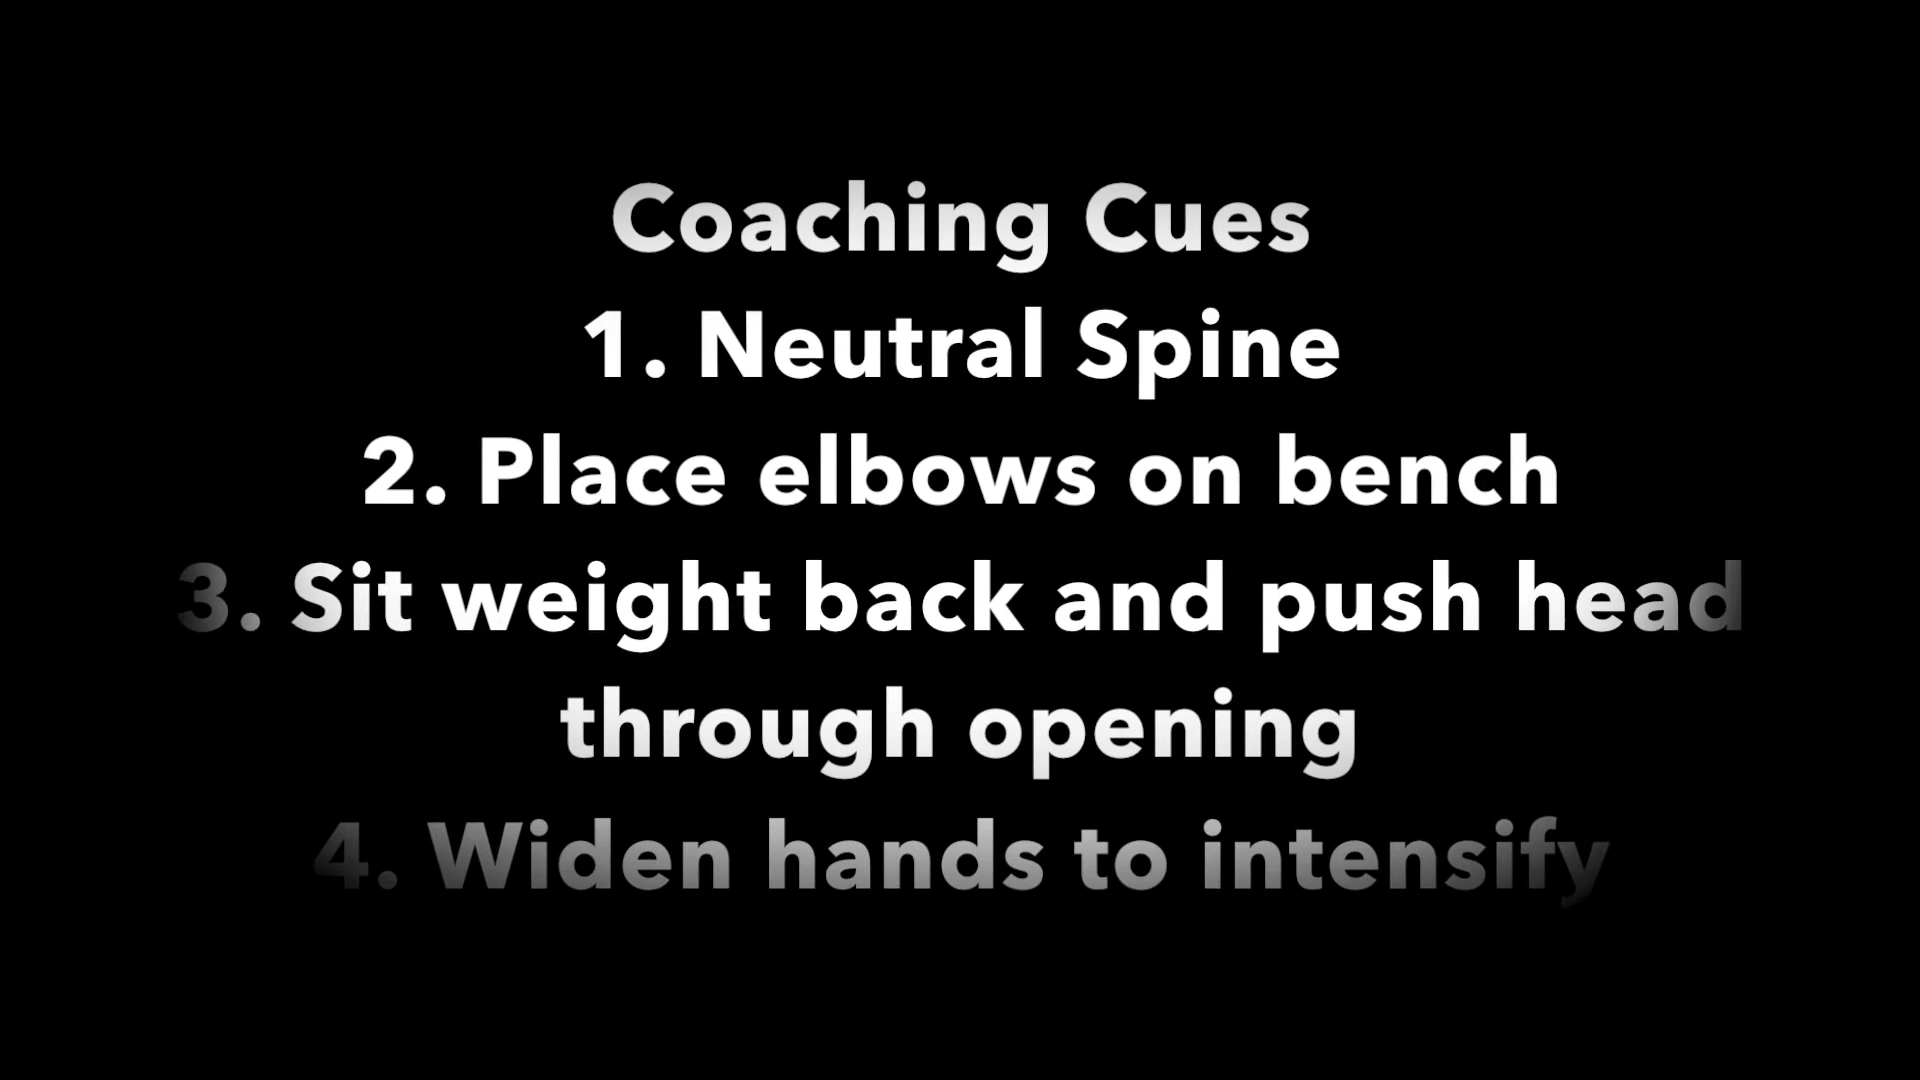 Coaching Cues
1. Neutral Spine
2. Place elbows on bench
3. Sit weight back and push head
through opening
4. Widen hands to intensify